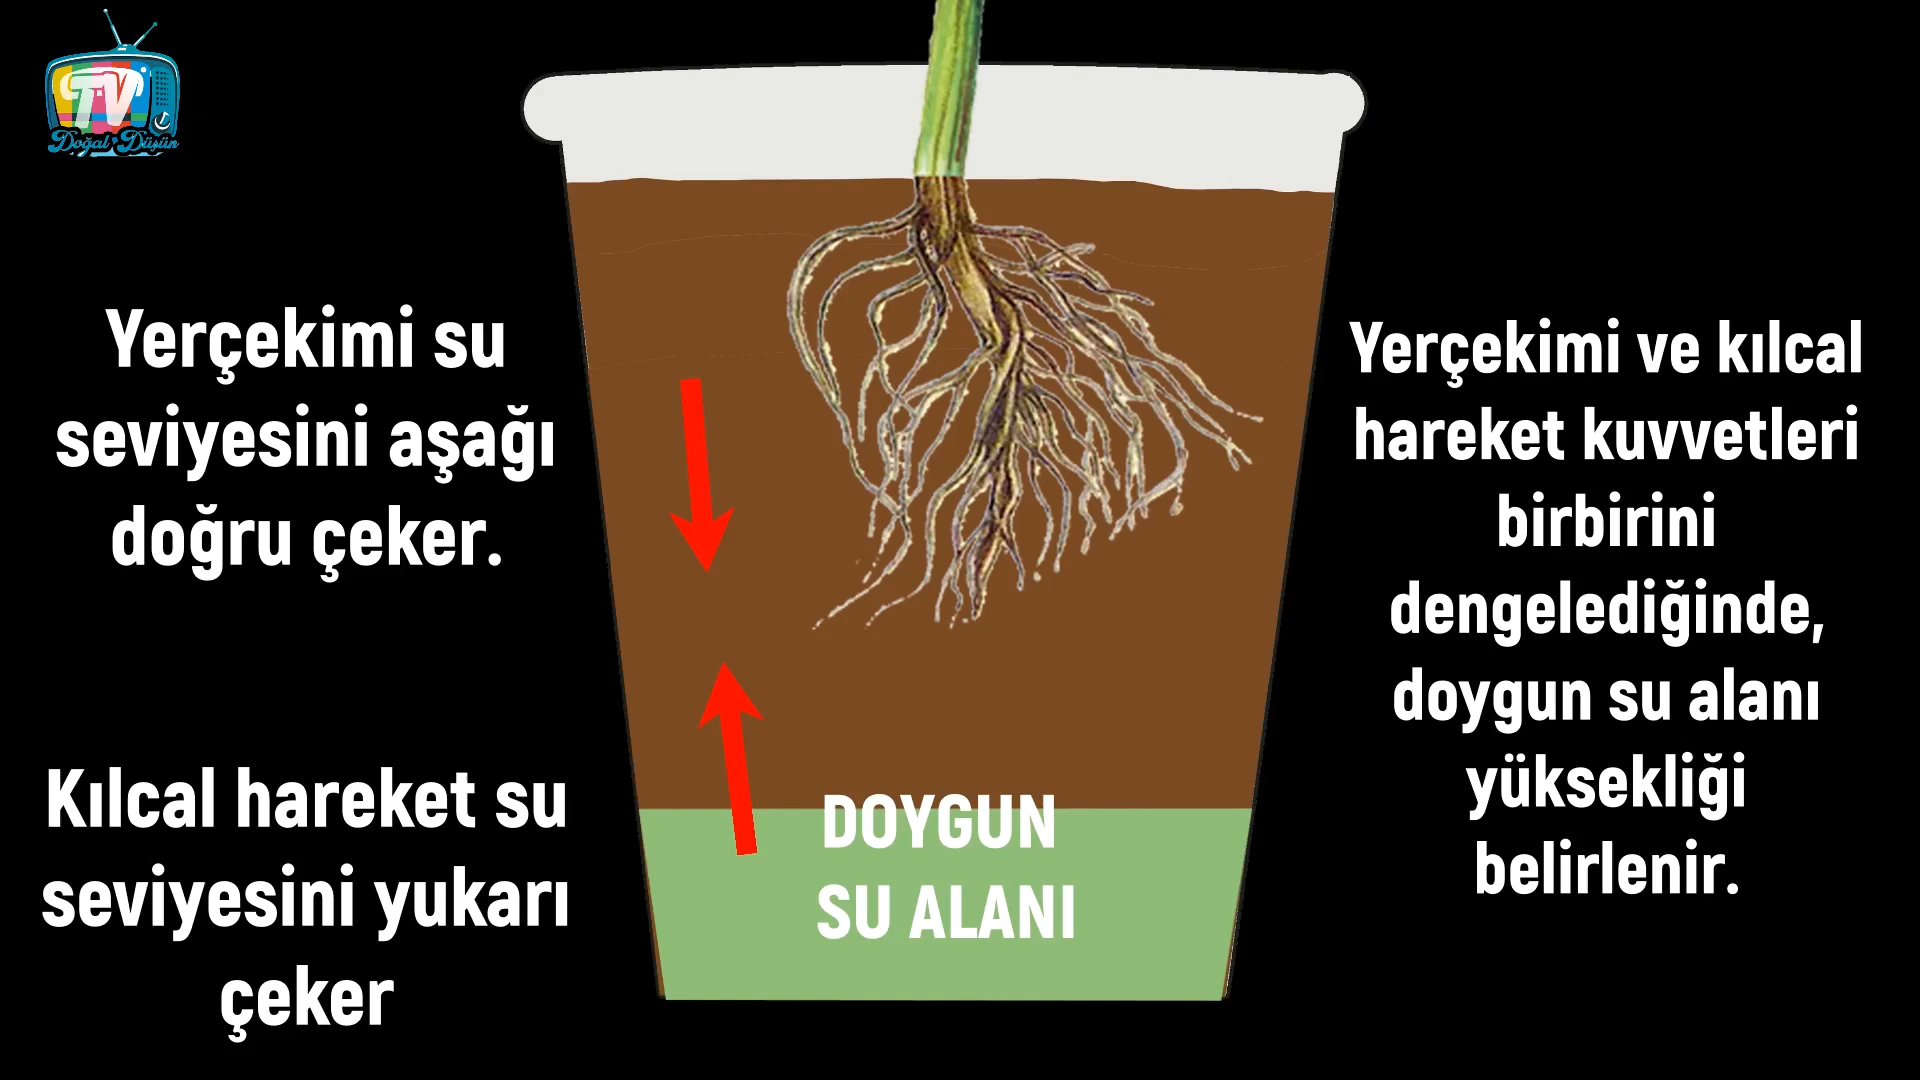 TV
Doğal Düşün
Yerçekimi su
seviyesini aşağı
doğru çeker.
Kılcal hareket su
seviyesini yukarı
çeker
DOYGUN
SU ALANI
Yerçekimi ve kılcal
hareket kuvvetleri
birbirini
dengelediğinde,
doygun su alanı
yüksekliği
belirlenir.